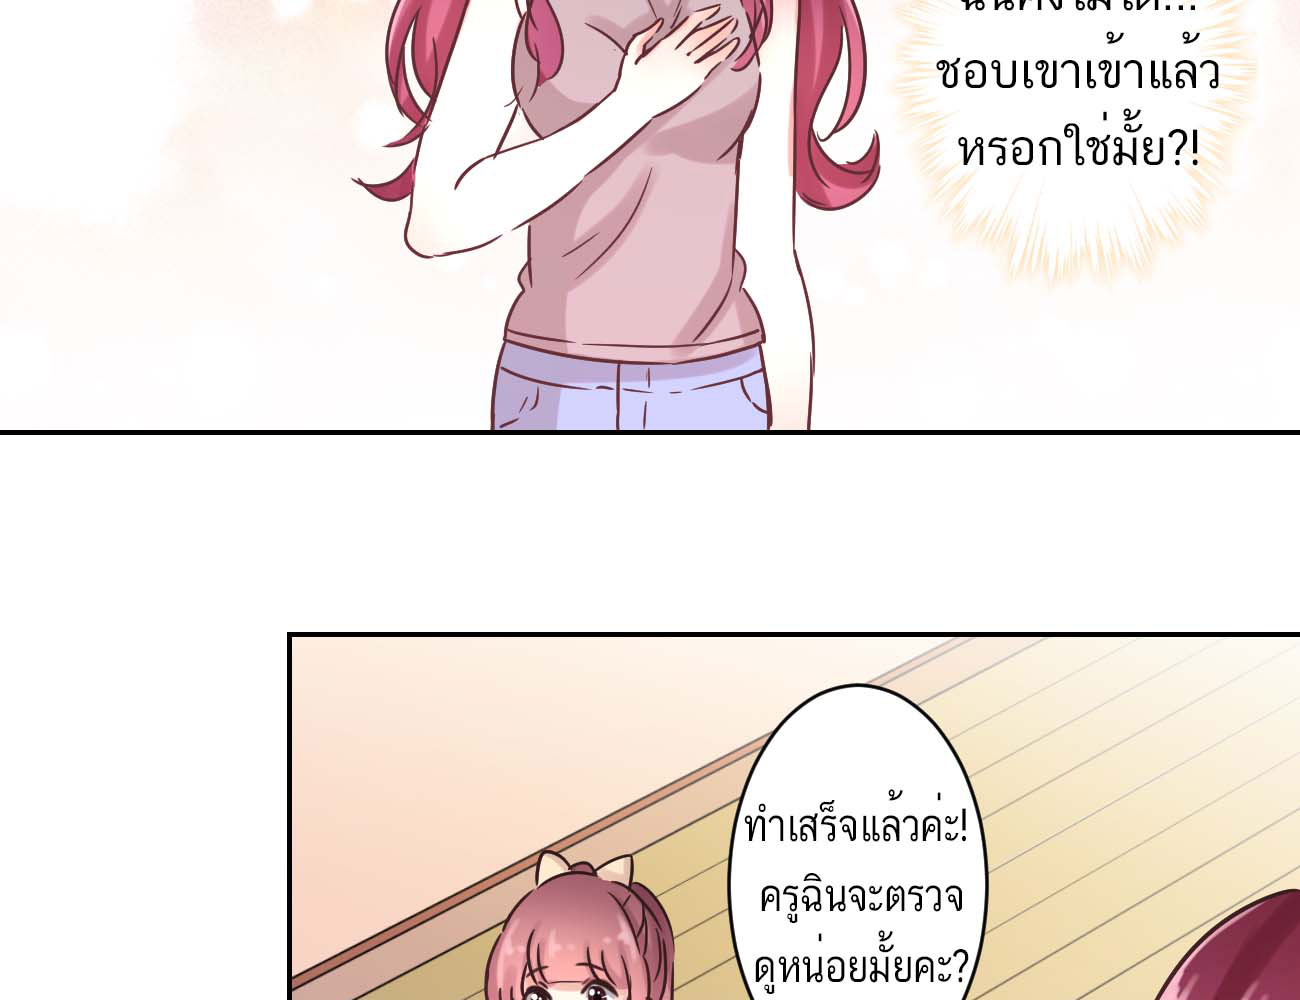 ชอบเขาเข้าแล้ว
หรอกใช่มั้ย?!
ทำเสร็จแล้วค่ะ!
ครูฉินจะตรวจ
ดูหน่อยมั้ยคะ?